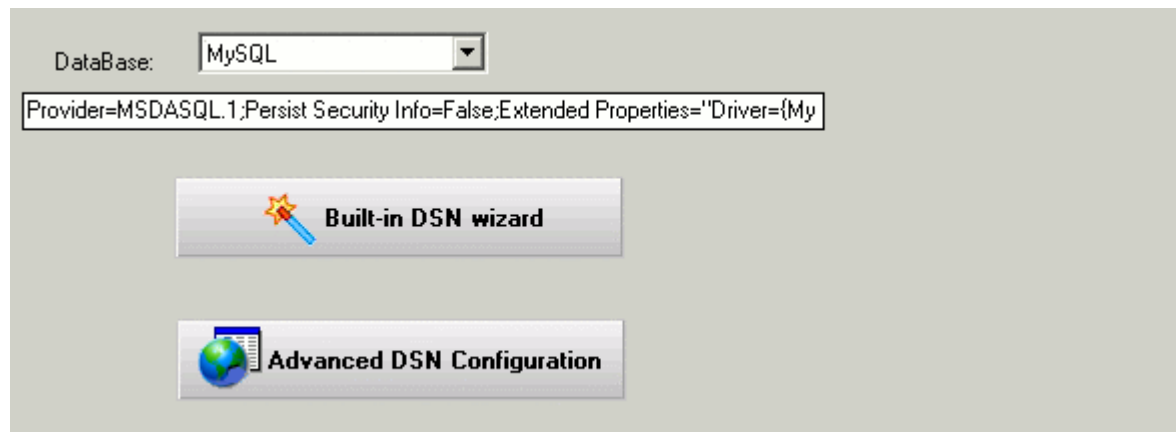 DataBase: MySQL
Provider=MSDASQL.1;Persist Security Info=False;Extended Properties="Driver={My
Built-in DSN wizard
Advanced DSN Configuration